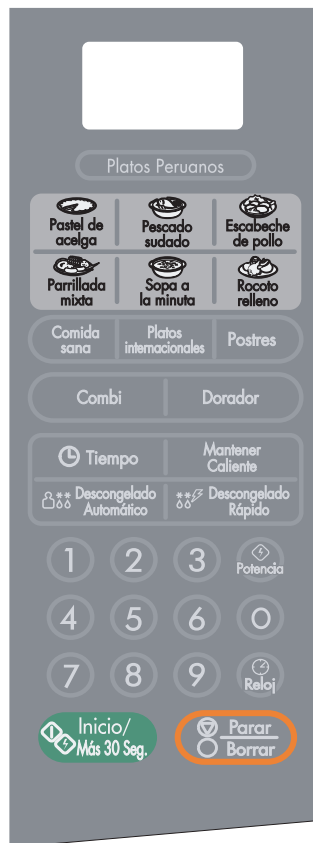 Platos Peruanos
Pastel de
acelga
Pescado
sudado
Escabeche
de pollo
Parrillada
mixta
Sopa a
la minuta
Rocoto
relleno
Comida
sana
Platos
internacionales
Postres
Combi
Dorador
Tiempo
Mantener
Caliente
Descongelado
Automático
Descongelado
Rápido
1 2 3 Potencia
4 5 6 0
7 8 9 Reloj
Inicio/
Más 30 Seg.
Parar
Borrar